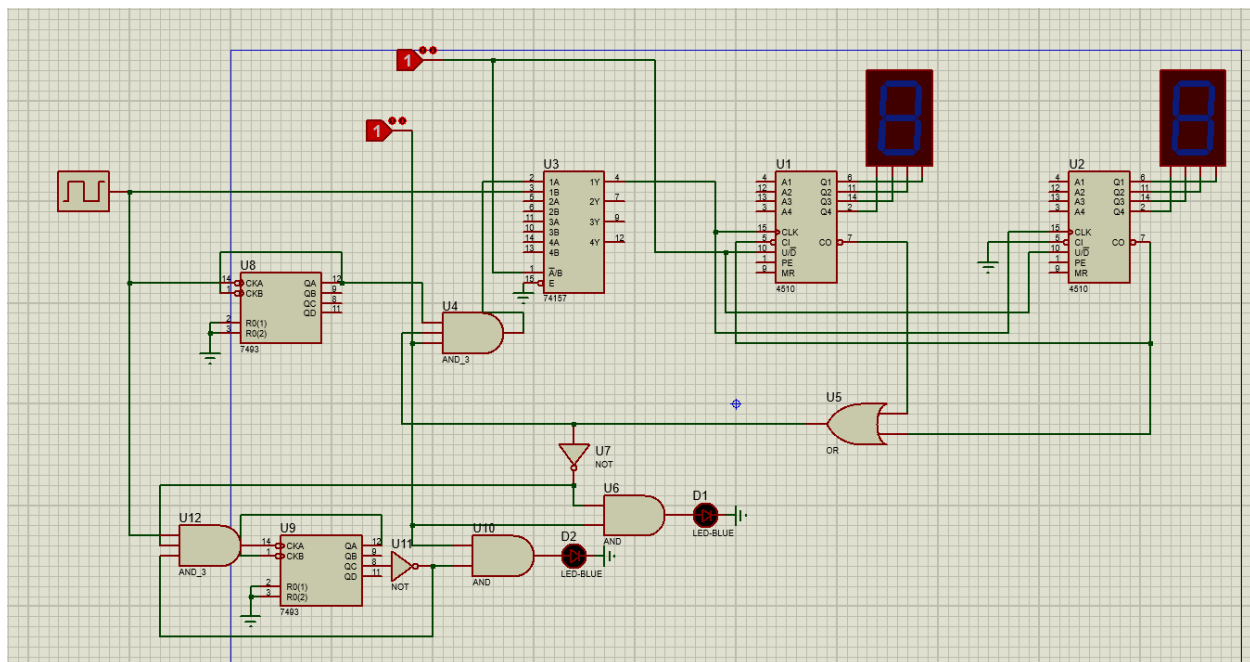 1
1
U3
2 1A 1Y 4
3 1B
5 2A 2Y 7
6 2B
11 3A 3Y 9
10 3B
14 4A 4Y 12
13 4B
1 A/B
15 E
74157
U1
4 A1 Q1 6
12 A2 Q2 11
13 A3 Q3 14
3 A4 Q4 2
15 CLK
5 CI CO 7
10 U/D
1 PE
9 MR
4510
U2
4 A1 Q1 6
12 A2 Q2 11
13 A3 Q3 14
3 A4 Q4 2
15 CLK
5 CI CO 7
10 U/D
1 PE
9 MR
4510
U8
14 CKA QA 12
1 CKB QB 9
QC 8
QD 11
2 R0(1)
3 R0(2)
7493
U4
AND_3
U5
OR
U7
NOT
U6
AND
D1
LED-BLUE
U12
AND_3
U9
14 CKA QA 12
1 CKB QB 9
QC 8
QD 11
2 R0(1)
3 R0(2)
7493
U11
NOT
U10
AND
D2
LED-BLUE